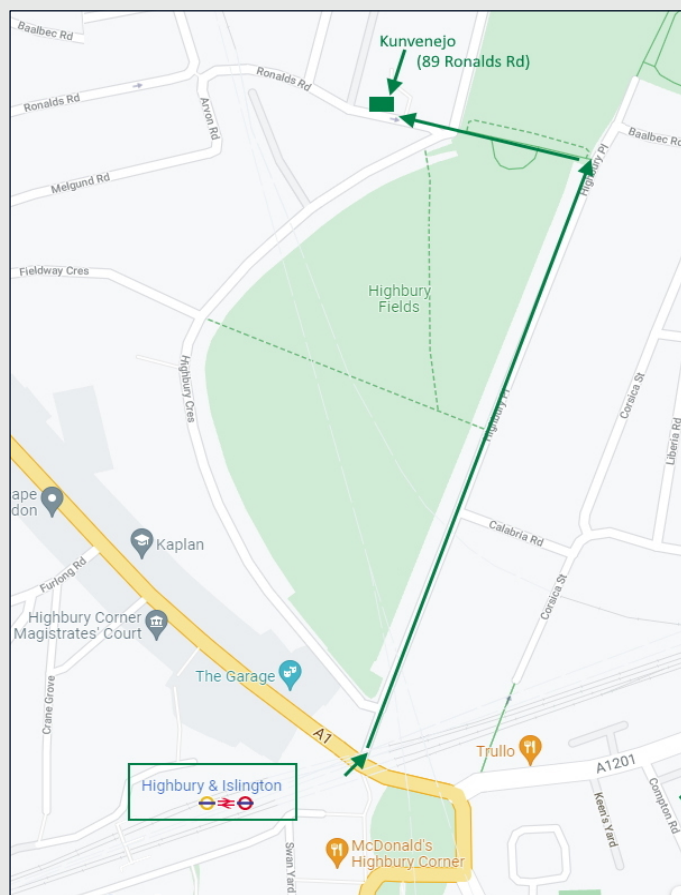 Baalbec Rd
Kunvenejo
(89 Ronalds Rd)
Ronalds Rd
Ronalds Rd
Arvon Rd
Baalbec Rd
Highbury Pl
Melgund Rd
Fieldway Cres
Highbury
Fields
Highbury Cres
Highbury Pl
Corsica St
Liberia Rd
ape
don
Kaplan
Calabria Rd
Furlong Rd
Corsica St
Highbury Corner
Magistrates' Court
The Garage
Crane Grove
A1
Trullo
A1201
Highbury & Islington
Keen's Yard
Compton Rd
Swan Yard
McDonald's
Highbury Corner